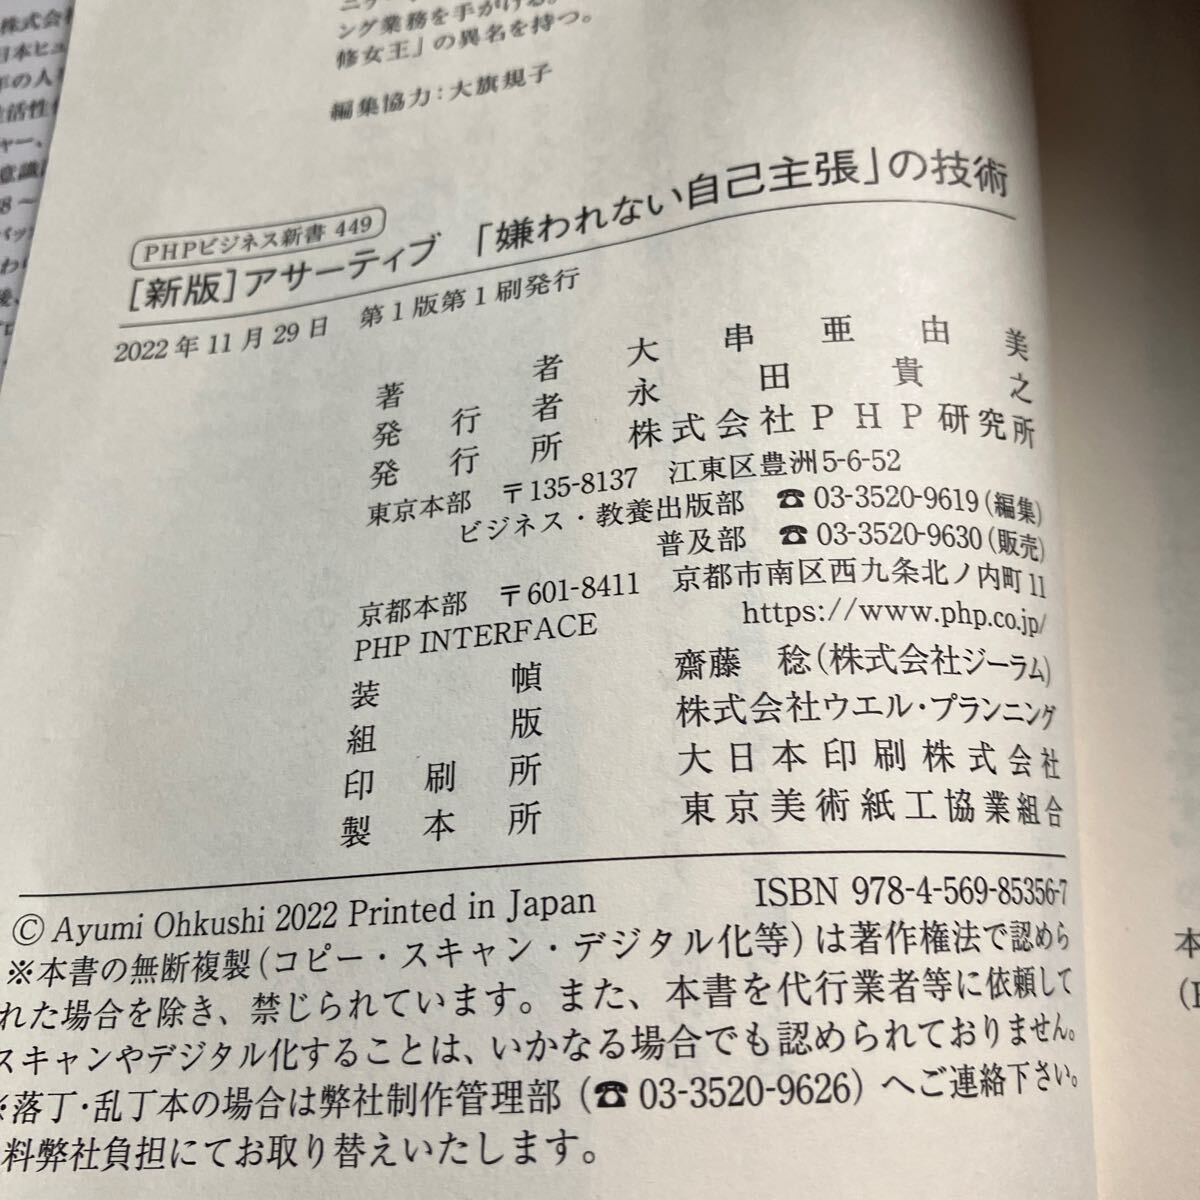 株式会
日本ヒュ
年の人
活性
ャー、
意識
8～
ング業務を手がける。
修女王」の異名を持つ。
編集協力：大旗規子
PHPビジネス新書 449
［新版］アサーティブ 「嫌われない自己主張」の技術
2022年11月29日 第1版第1刷発行
著者 大串亜由美
発行者 永田貴之
発行所 株式会社PHP研究所
東京本部 〒135-8137 江東区豊洲5-6-52
ビジネス・教養出版部 ☎03-3520-9619（編集）
普及部 ☎03-3520-9630（販売）
京都本部 〒601-8411 京都市南区西九条北ノ内町11
PHP INTERFACE https://www.php.co.jp/
装幀 齋藤 稔（株式会社ジーラム）
組版 株式会社ウエル・プランニング
印刷所 大日本印刷株式会社
製本所 東京美術紙工協業組合
© Ayumi Ohkushi 2022 Printed in Japan ISBN 978-4-569-85356-7
※本書の無断複製（コピー・スキャン・デジタル化等）は著作権法で認めら
れた場合を除き、禁じられています。また、本書を代行業者等に依頼して
スキャンやデジタル化することは、いかなる場合でも認められておりません。
※落丁・乱丁本の場合は弊社制作管理部（☎03-3520-9626）へご連絡下さい。
料弊社負担にてお取り替えいたします。
本